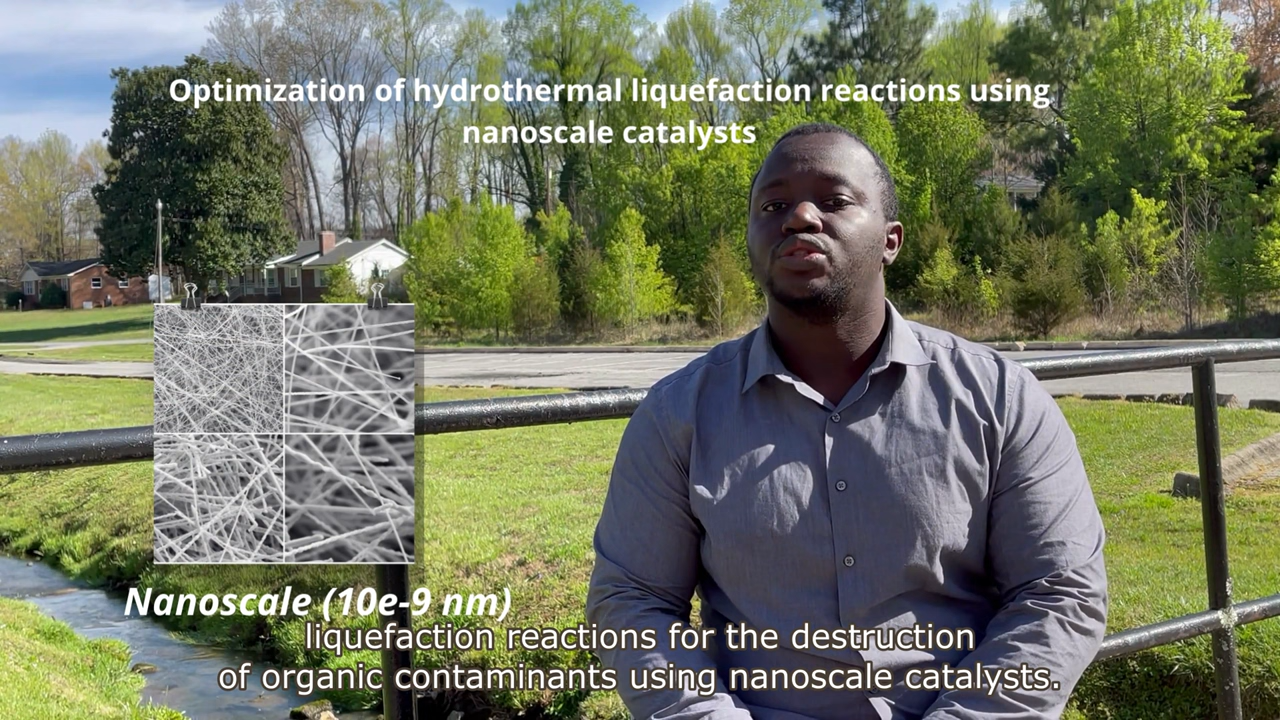 Optimization of hydrothermal liquefaction reactions using
nanoscale catalysts
Nanoscale (10e-9 nm)
liquefaction reactions for the destruction
of organic contaminants using nanoscale catalysts.